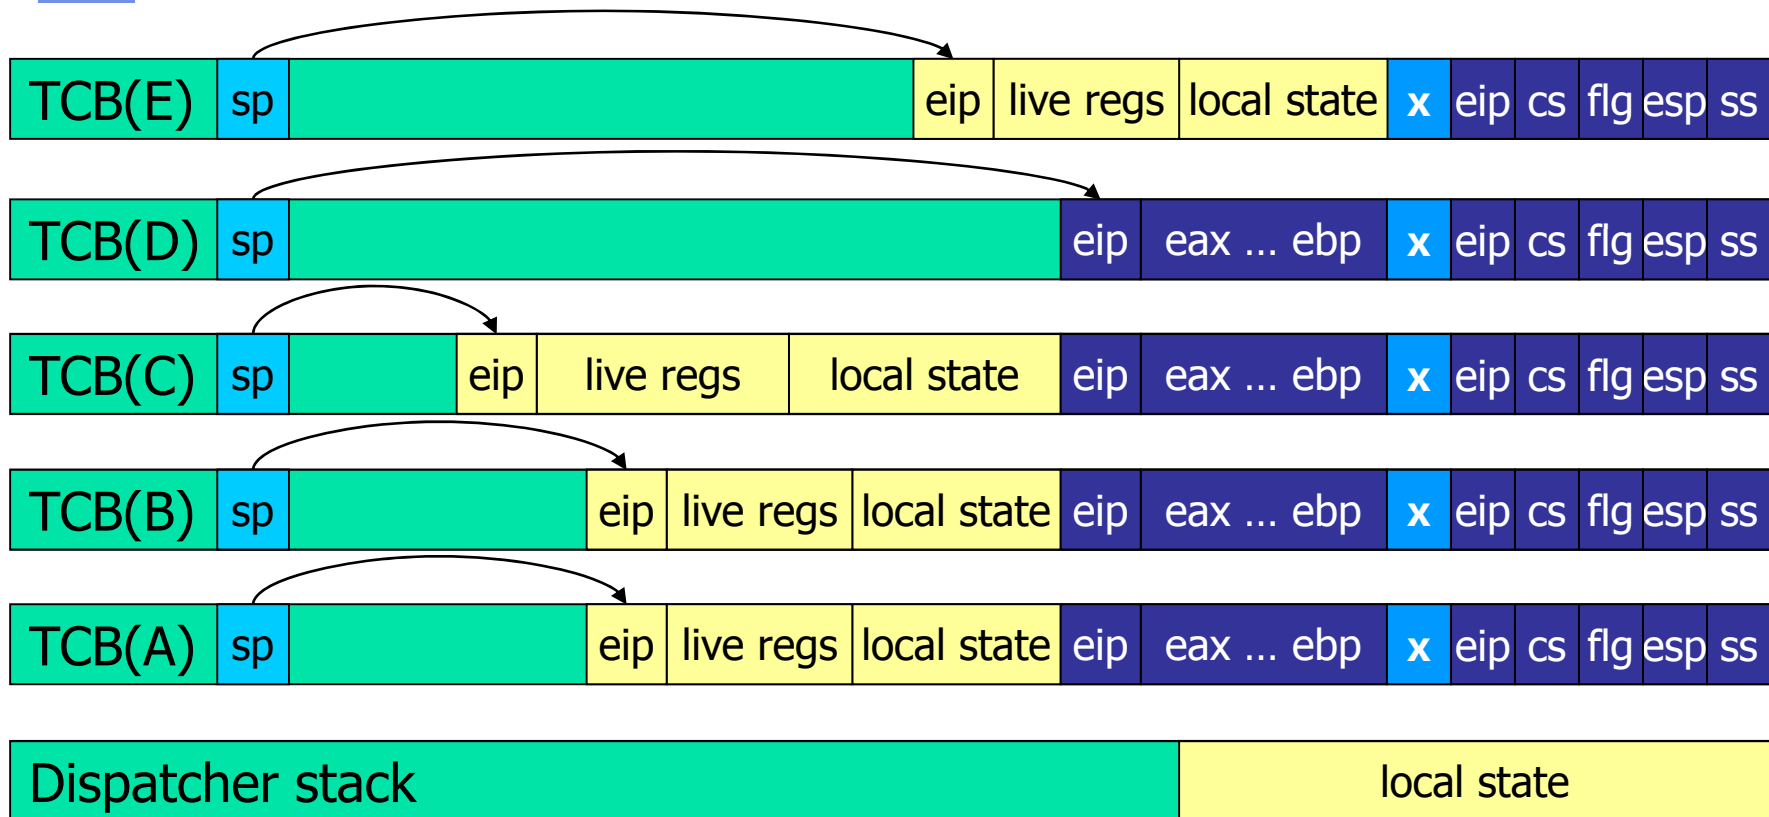 TCB(E) sp eip live regs local state x eip cs flg esp ss
TCB(D) sp eip eax ... ebp x eip cs flg esp ss
TCB(C) sp eip live regs local state eip eax ... ebp x eip cs flg esp ss
TCB(B) sp eip live regs local state eip eax ... ebp x eip cs flg esp ss
TCB(A) sp eip live regs local state eip eax ... ebp x eip cs flg esp ss
Dispatcher stack local state